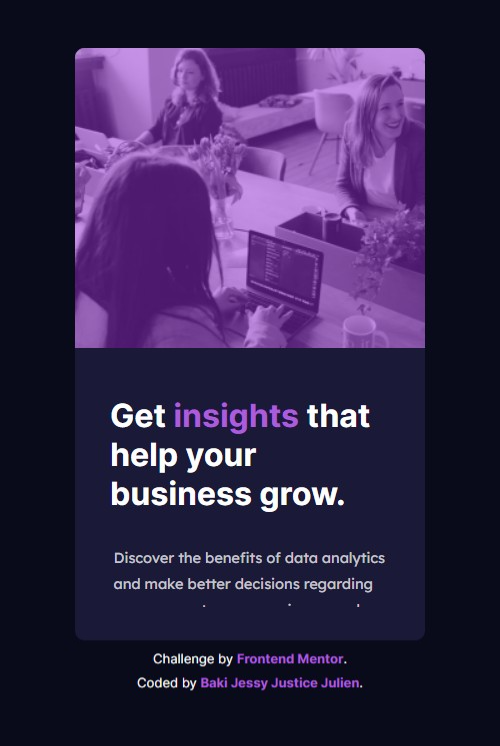 Get insights that
help your
business grow.
Discover the benefits of data analytics
and make better decisions regarding
Challenge by Frontend Mentor.
Coded by Baki Jessy Justice Julien.